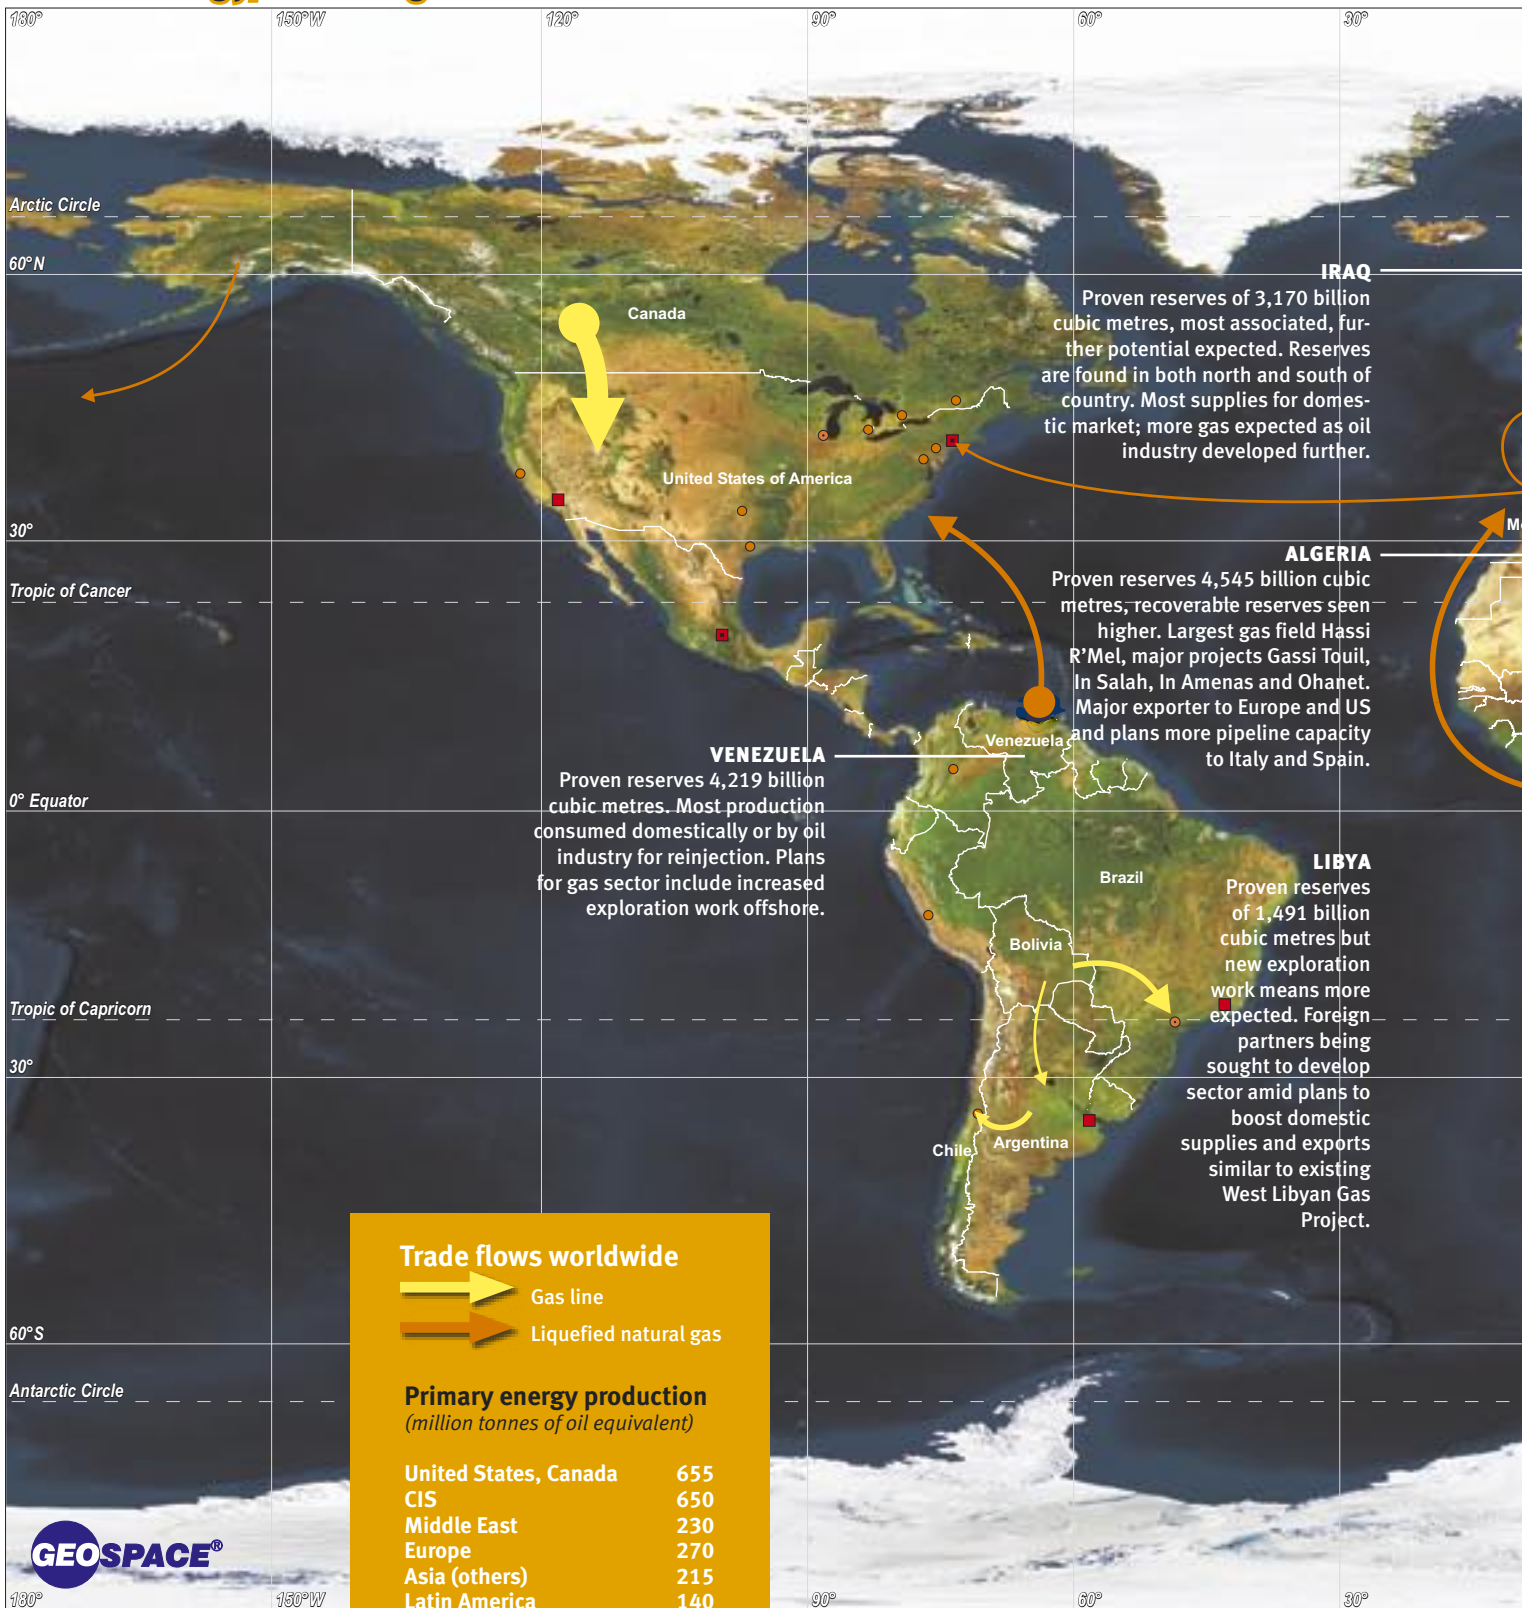 180°
150°W
120°
90°
60°
30°
Arctic Circle
60°N
30°
Tropic of Cancer
0° Equator
Tropic of Capricorn
30°
60°S
Antarctic Circle
Canada
United States of America
Venezuela
Brazil
Bolivia
Chile
Argentina
IRAQ
Proven reserves of 3,170 billion
cubic metres, most associated, fur-
ther potential expected. Reserves
are found in both north and south of
country. Most supplies for domes-
tic market; more gas expected as oil
industry developed further.
ALGERIA
Proven reserves 4,545 billion cubic
metres, recoverable reserves seen
higher. Largest gas field Hassi
R’Mel, major projects Gassi Touil,
In Salah, In Amenas and Ohanet.
Major exporter to Europe and US
and plans more pipeline capacity
to Italy and Spain.
VENEZUELA
Proven reserves 4,219 billion
cubic metres. Most production
consumed domestically or by oil
industry for reinjection. Plans
for gas sector include increased
exploration work offshore.
LIBYA
Proven reserves
of 1,491 billion
cubic metres but
new exploration
work means more
expected. Foreign
partners being
sought to develop
sector amid plans to
boost domestic
supplies and exports
similar to existing
West Libyan Gas
Project.
Trade flows worldwide
Gas line
Liquefied natural gas
Primary energy production
(million tonnes of oil equivalent)
United States, Canada 655
CIS 650
Middle East 230
Europe 270
Asia (others) 215
Latin America 140
GEOSPACE®
180°
150°W
90°
60°
30°